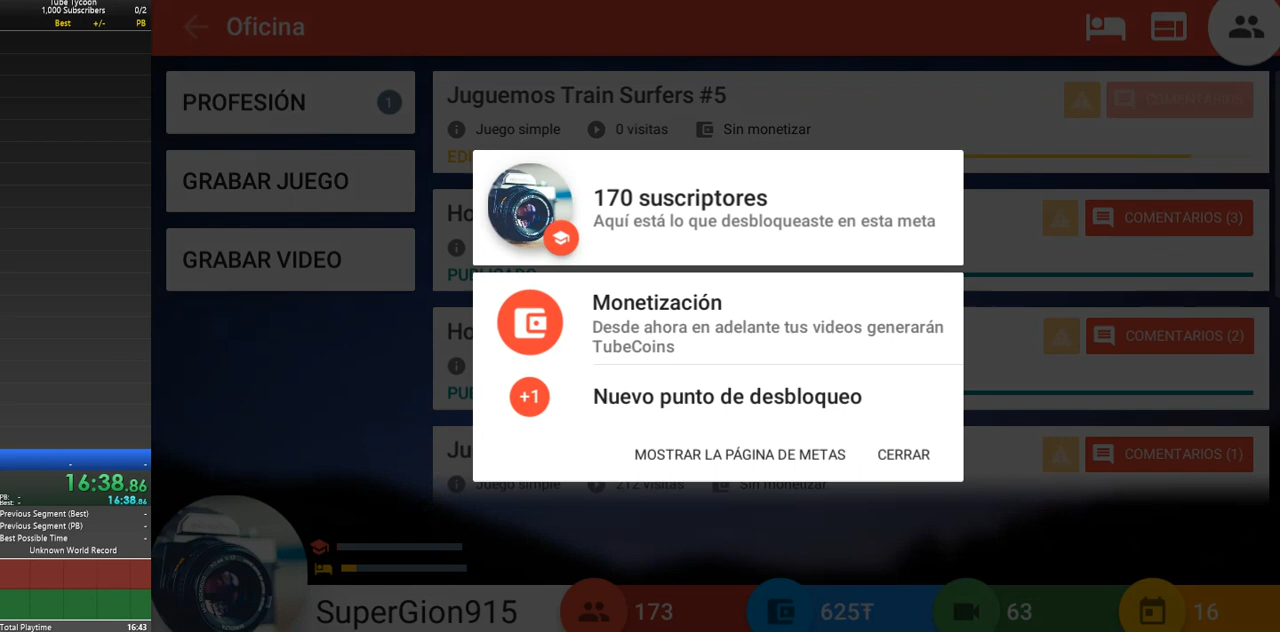 Tube Tycoon
1,000 Subscribers 0/2
Best +/- PB
- -
16:38.86
PB: -
Best: - 16:38.86
Previous Segment (Best) -
Previous Segment (PB) -
Best Possible Time -
Unknown World Record
Total Playtime 16:43
Oficina
PROFESIÓN 1
GRABAR JUEGO
GRABAR VIDEO
Juguemos Train Surfers #5
COMENTARIOS
Juego simple 0 visitas Sin monetizar
COMENTARIOS (3)
PUBLICADO
COMENTARIOS (2)
COMENTARIOS (1)
Juego simple 212 visitas Sin monetizar
170 suscriptores
Aquí está lo que desbloqueaste en esta meta
Monetización
Desde ahora en adelante tus videos generarán
TubeCoins
+1 Nuevo punto de desbloqueo
MOSTRAR LA PÁGINA DE METAS CERRAR
SuperGion915 173 625Ŧ 63 16